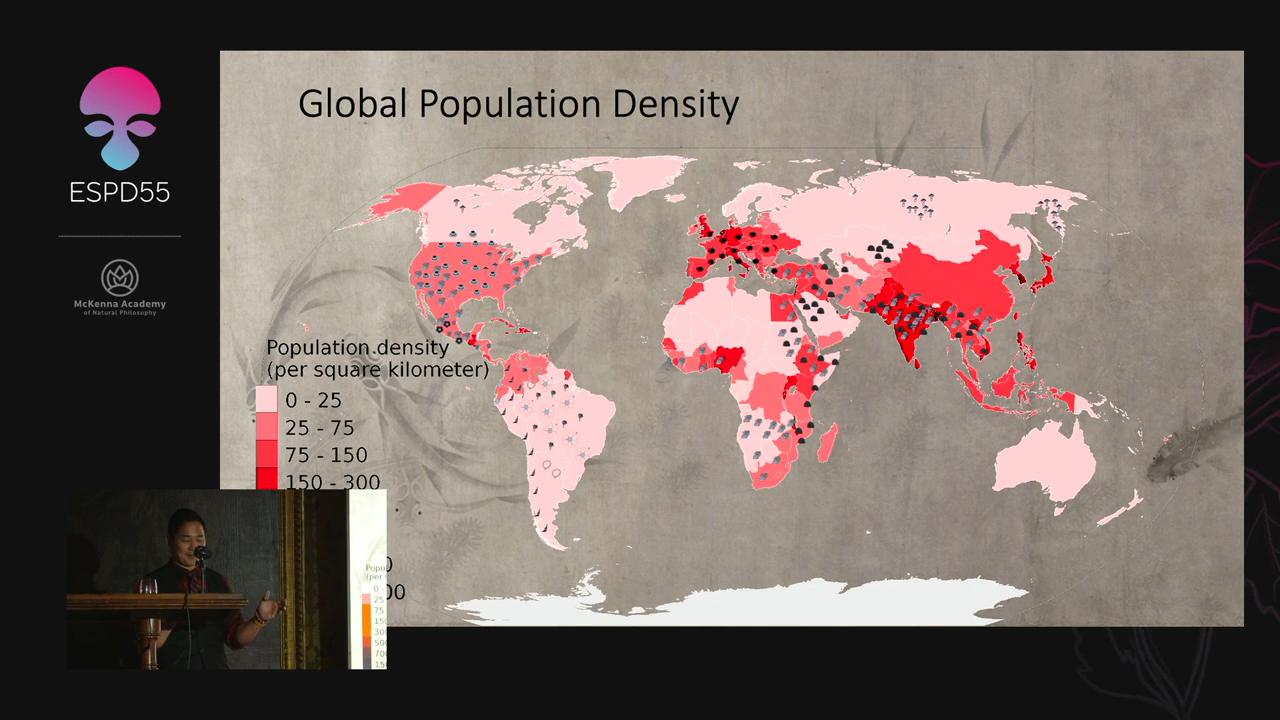 ESPD55
McKenna Academy
of Natural Philosophy
Global Population Density
Population density
(per square kilometer)
0 - 25
25 - 75
75 - 150
150 - 300